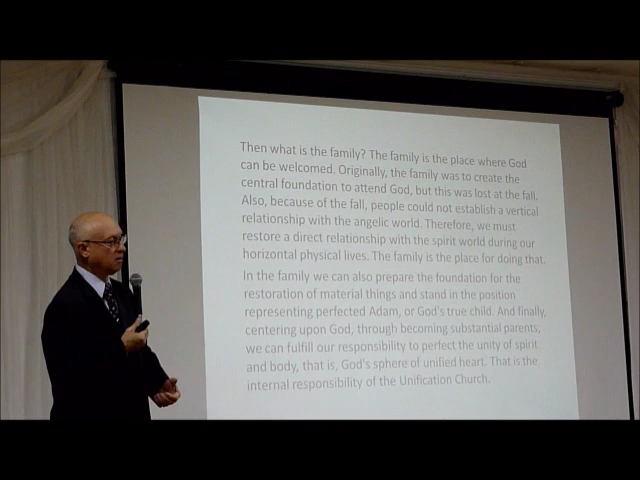 Then what is the family? The family is the place where God
can be welcomed. Originally, the family was to create the
central foundation to attend God, but this was lost at the fall.
Also, because of the fall, people could not establish a vertical
relationship with the angelic world. Therefore, we must
restore a direct relationship with the spirit world during our
horizontal physical lives. The family is the place for doing that.
In the family we can also prepare the foundation for the
restoration of material things and stand in the position
representing perfected Adam, or God's true child. And finally,
centering upon God, through becoming substantial parents,
we can fulfill our responsibility to perfect the unity of spirit
and body, that is, God's sphere of unified heart. That is the
internal responsibility of the Unification Church.